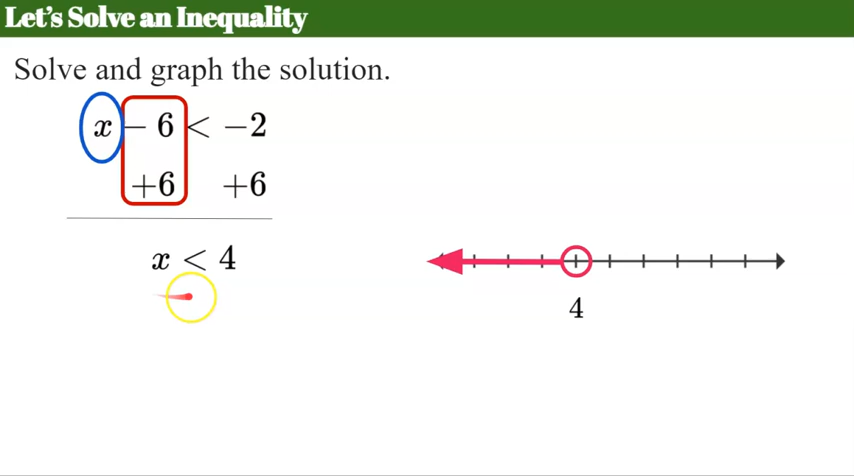 Let's Solve an Inequality
Solve and graph the solution.
x − 6 < −2
+6 +6
x < 4
4